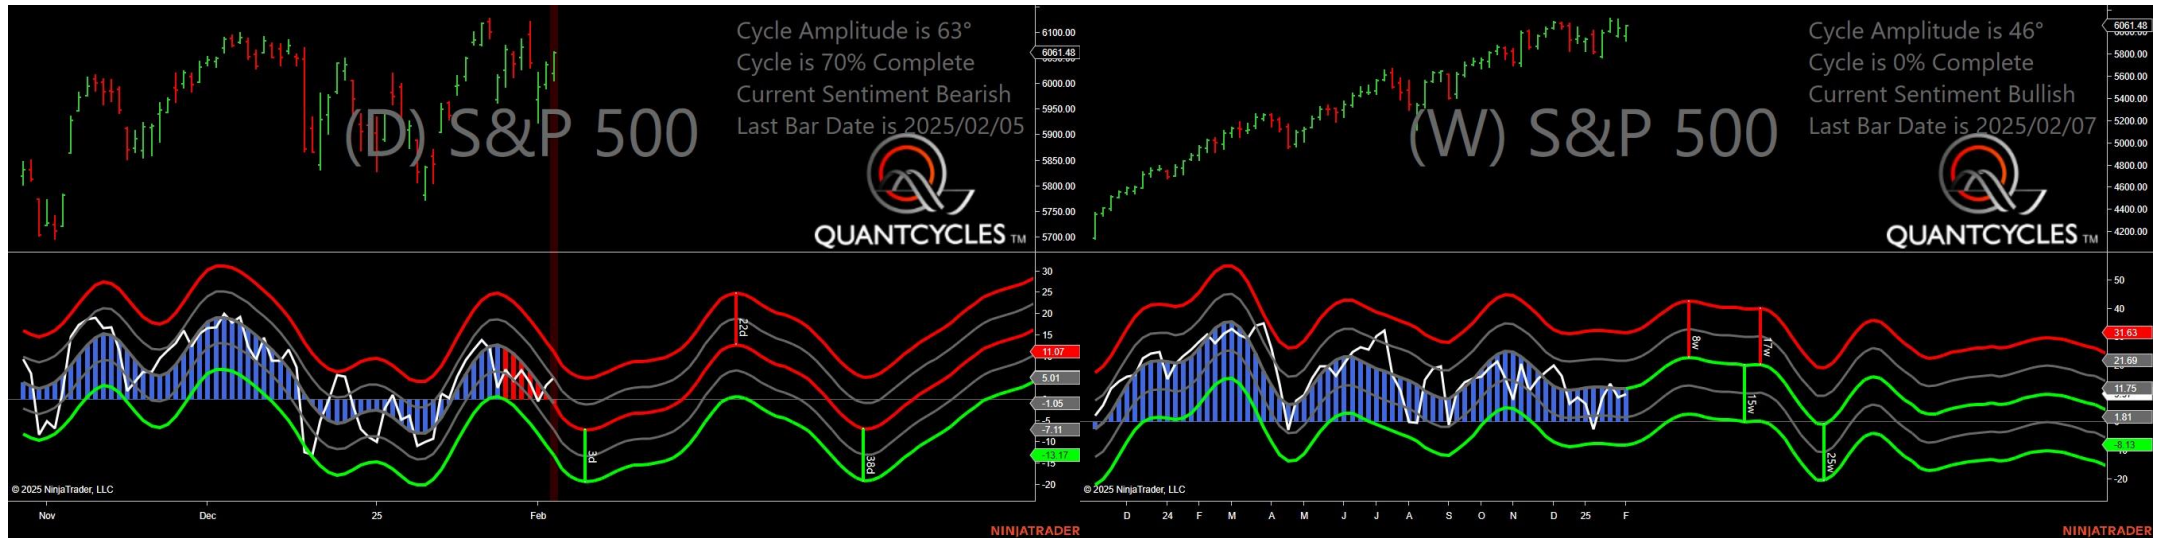 Cycle Amplitude is 63°
Cycle is 70% Complete
Current Sentiment Bearish
Last Bar Date is 2025/02/05
(D) S&P 500
QUANTCYCLES TM
6100.00
6061.48
6000.00
5950.00
5900.00
5850.00
5800.00
5750.00
5700.00
30
25
20
15
11.07
5.01
-1.05
-5
-7.11
-10
-13.17
-15
-20
3d
22d
38d
© 2025 NinjaTrader, LLC
Nov
Dec
25
Feb
NINJATRADER
Cycle Amplitude is 46°
Cycle is 0% Complete
Current Sentiment Bullish
Last Bar Date is 2025/02/07
(W) S&P 500
QUANTCYCLES TM
6061.48
5800.00
5600.00
5400.00
5200.00
5000.00
4800.00
4600.00
4400.00
4200.00
50
40
31.63
21.69
11.75
1.81
-8.13
-20
8w
17w
15w
25w
© 2025 NinjaTrader, LLC
D
24
F
M
A
M
J
J
A
S
O
N
D
25
F
NINJATRADER